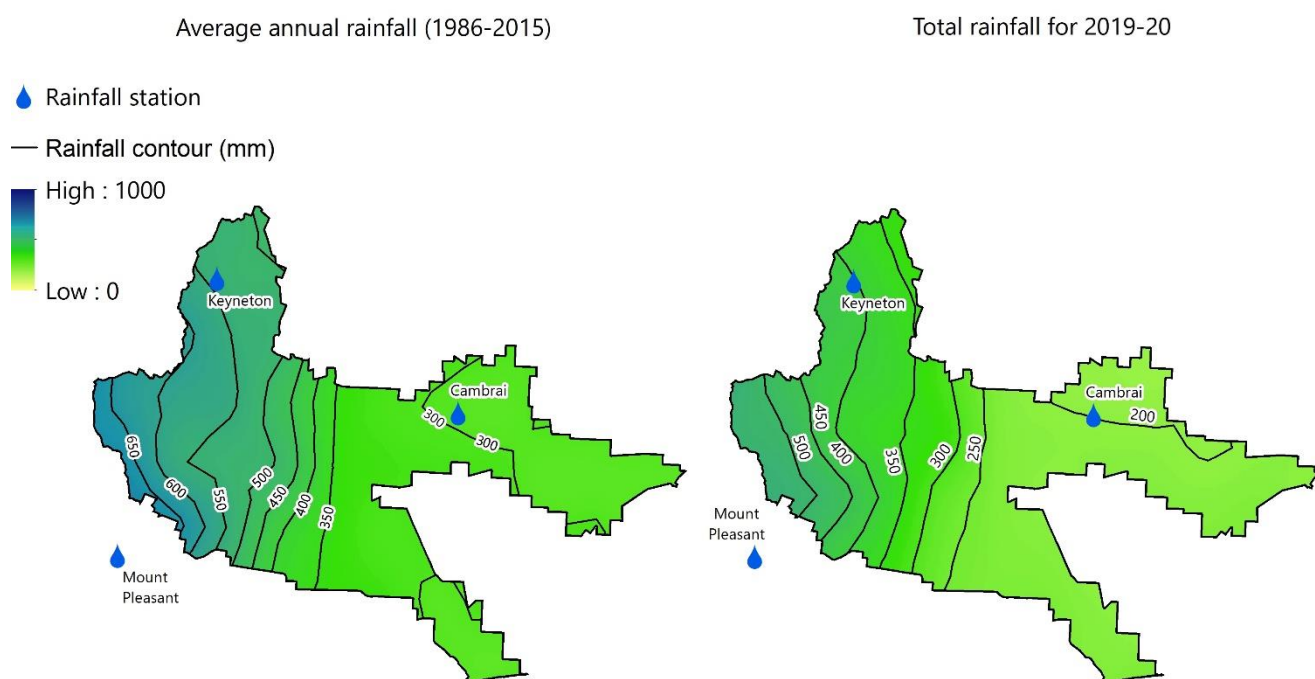 Average annual rainfall (1986-2015)
Total rainfall for 2019-20
Rainfall station
Rainfall contour (mm)
High : 1000
Low : 0
Keyneton
Cambrai
300
300
650
600
550
500
450
400
350
Mount
Pleasant
Keyneton
Cambrai
200
450
500
400
350
300
250
Mount
Pleasant